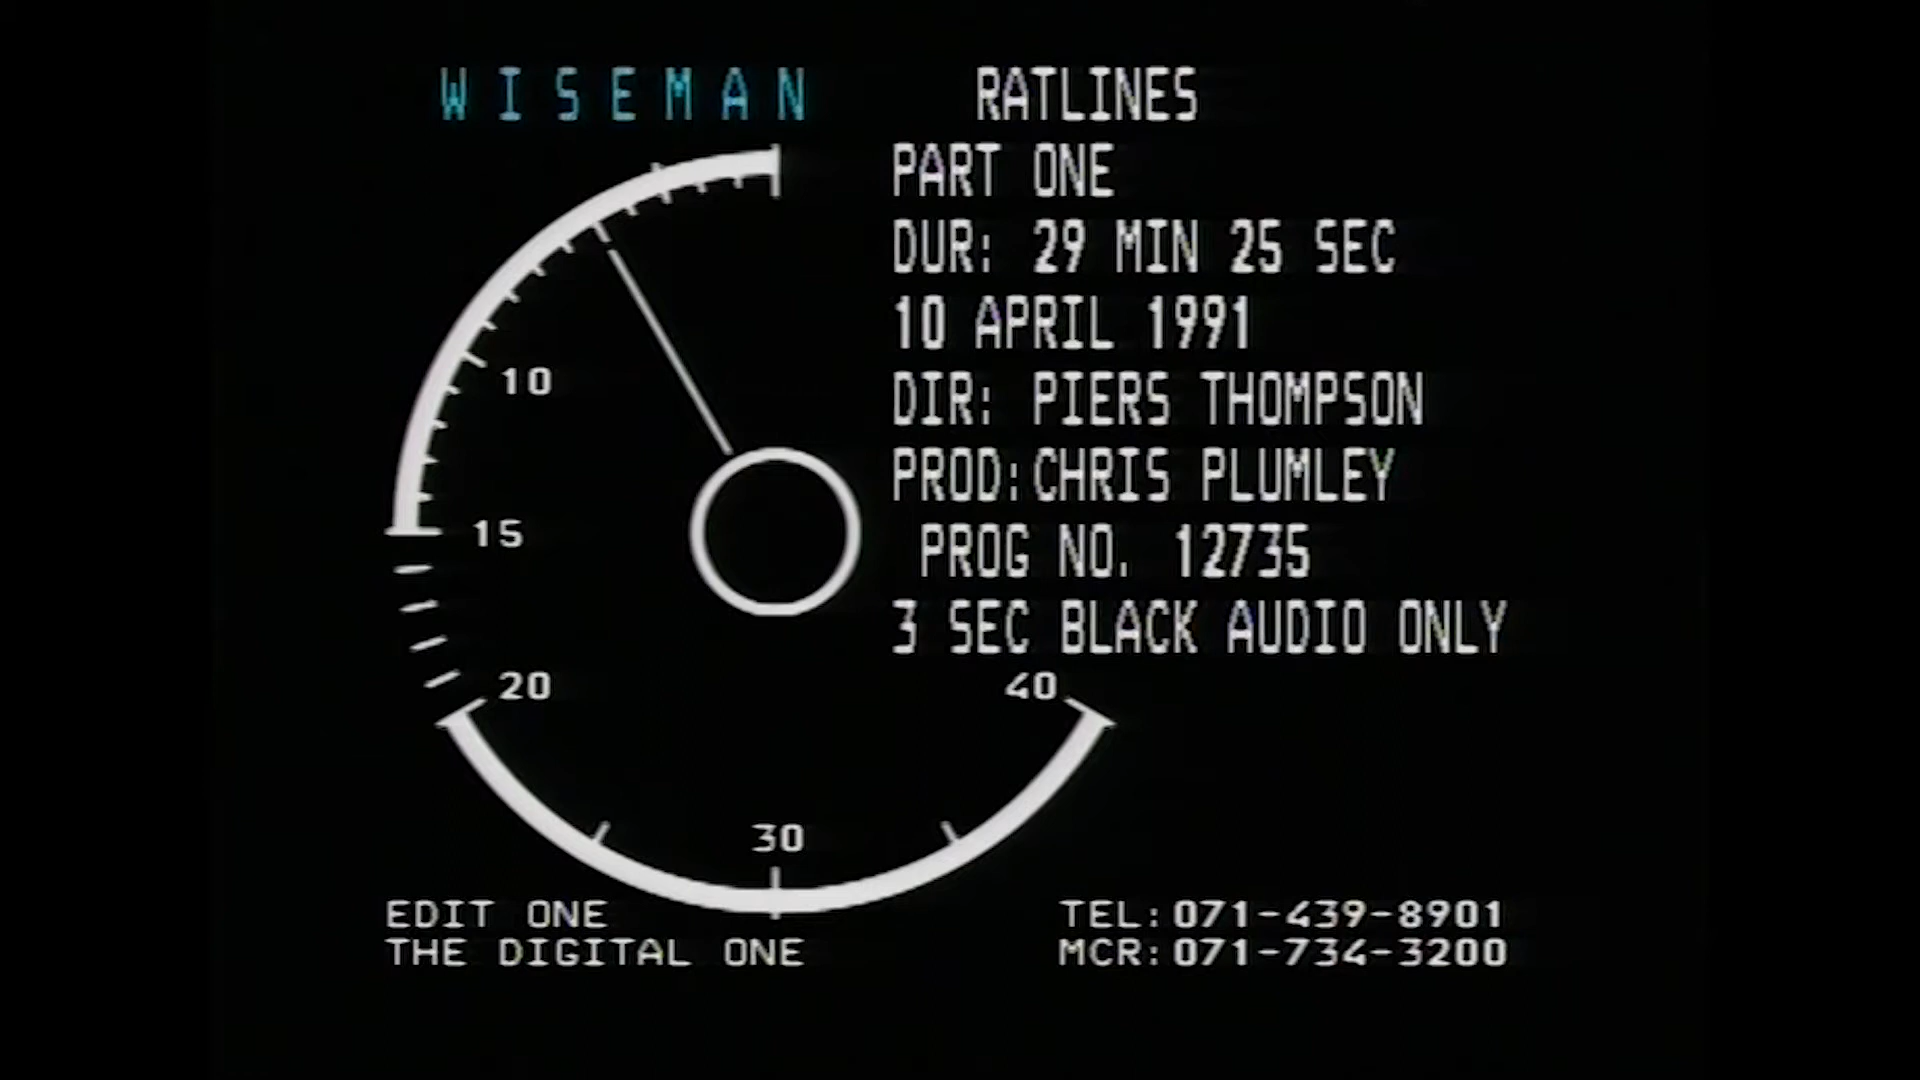 WISEMAN
RATLINES
PART ONE
DUR: 29 MIN 25 SEC
10 APRIL 1991
DIR: PIERS THOMPSON
PROD:CHRIS PLUMLEY
PROG NO. 12735
3 SEC BLACK AUDIO ONLY
10
15
20
40
30
EDIT ONE
THE DIGITAL ONE
TEL:071-439-8901
MCR:071-734-3200